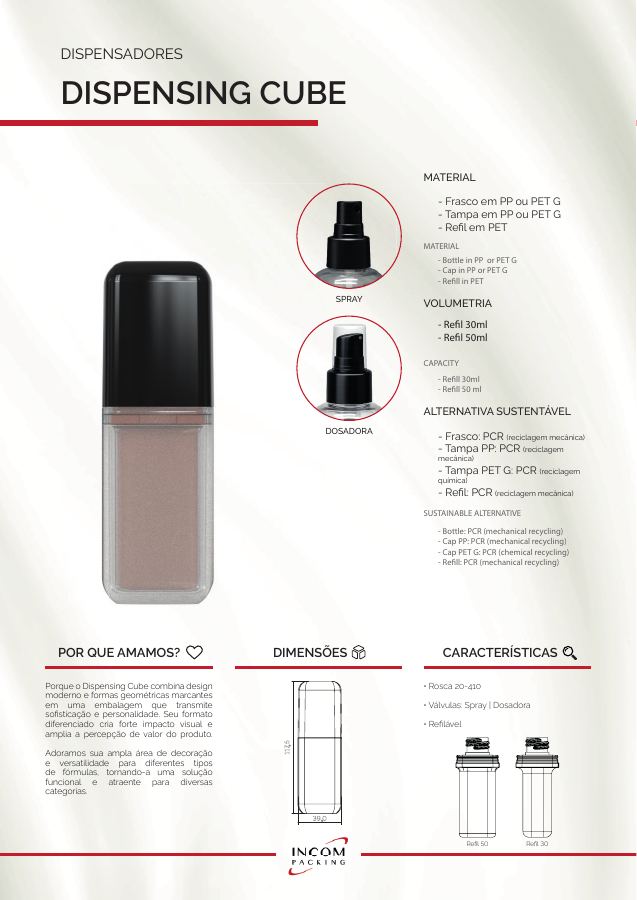 DISPENSADORES
DISPENSING CUBE
SPRAY
DOSADORA
MATERIAL
- Frasco em PP ou PET G
- Tampa em PP ou PET G
- Refil em PET
MATERIAL
- Bottle in PP or PET G
- Cap in PP or PET G
- Refill in PET
VOLUMETRIA
- Refil 30ml
- Refil 50ml
CAPACITY
- Refill 30ml
- Refill 50 ml
ALTERNATIVA SUSTENTÁVEL
- Frasco: PCR (reciclagem mecânica)
- Tampa PP: PCR (reciclagem
mecânica)
- Tampa PET G: PCR (reciclagem
química)
- Refil: PCR (reciclagem mecânica)
SUSTAINABLE ALTERNATIVE
- Bottle: PCR (mechanical recycling)
- Cap PP: PCR (mechanical recycling)
- Cap PET G: PCR (chemical recycling)
- Refill: PCR (mechanical recycling)
POR QUE AMAMOS?
Porque o Dispensing Cube combina design
moderno e formas geométricas marcantes
em uma embalagem que transmite
sofisticação e personalidade. Seu formato
diferenciado cria forte impacto visual e
amplia a percepção de valor do produto.
Adoramos sua ampla área de decoração
e versatilidade para diferentes tipos
de fórmulas, tornando-a uma solução
funcional e atraente para diversas
categorias.
DIMENSÕES
117,5
39,0
CARACTERÍSTICAS
• Rosca 20-410
• Válvulas: Spray | Dosadora
• Refilável
Refil 50
Refil 30
INCOM
PACKING